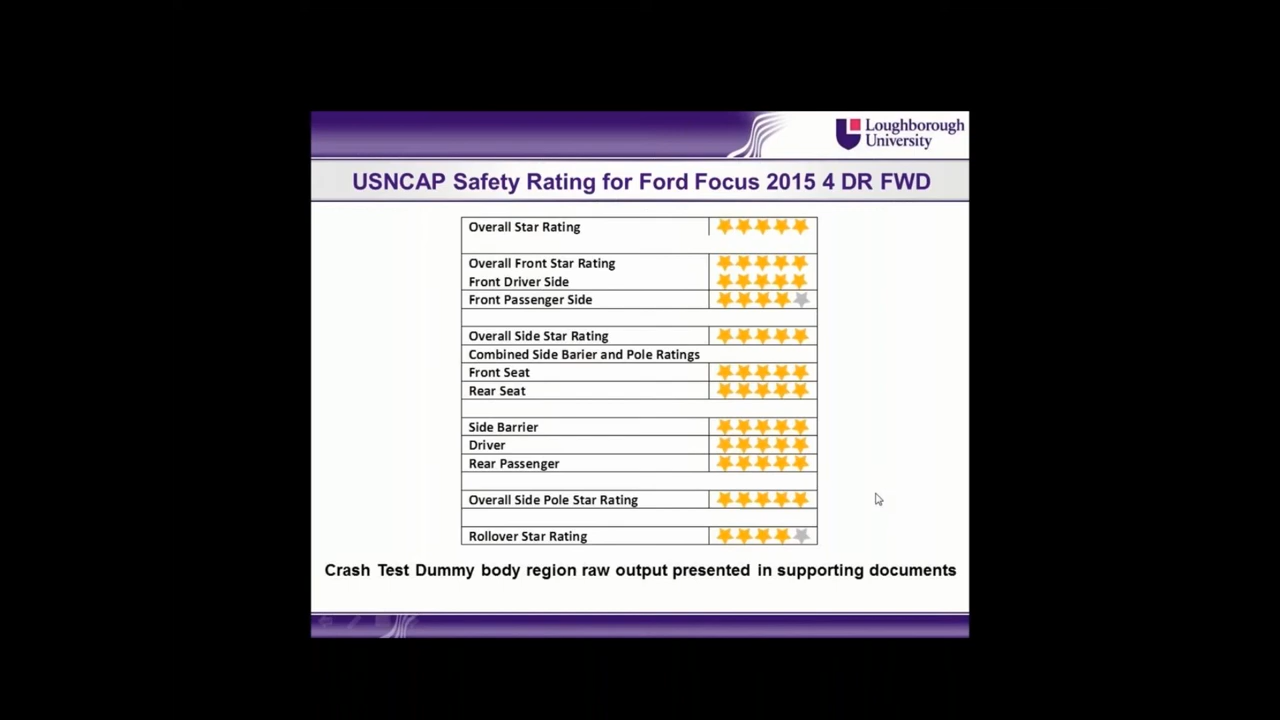 Loughborough
University
USNCAP Safety Rating for Ford Focus 2015 4 DR FWD
Overall Star Rating
Overall Front Star Rating
Front Driver Side
Front Passenger Side
Overall Side Star Rating
Combined Side Barier and Pole Ratings
Front Seat
Rear Seat
Side Barrier
Driver
Rear Passenger
Overall Side Pole Star Rating
Rollover Star Rating
Crash Test Dummy body region raw output presented in supporting documents